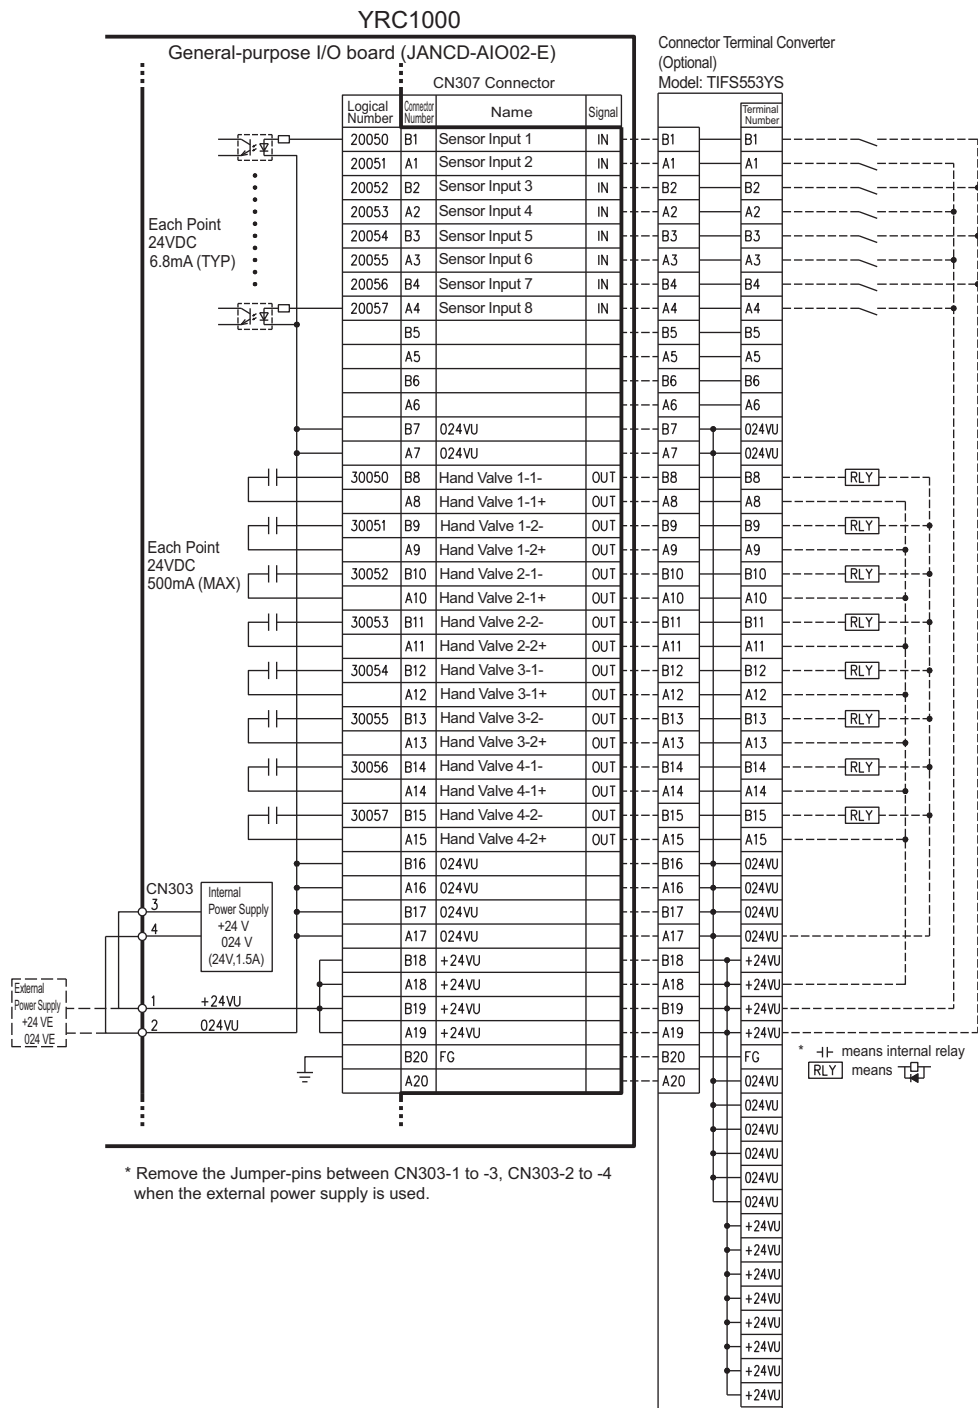 YRC1000
General-purpose I/O board (JANCD-AIO02-E)
CN307 Connector
Connector Terminal Converter
(Optional)
Model: TIFS553YS
Logical Number Connector Number Name Signal Terminal Number
20050 B1 Sensor Input 1 IN B1 B1
20051 A1 Sensor Input 2 IN A1 A1
20052 B2 Sensor Input 3 IN B2 B2
20053 A2 Sensor Input 4 IN A2 A2
20054 B3 Sensor Input 5 IN B3 B3
20055 A3 Sensor Input 6 IN A3 A3
20056 B4 Sensor Input 7 IN B4 B4
20057 A4 Sensor Input 8 IN A4 A4
Each Point
24VDC
6.8mA (TYP)
B5 B5 B5
A5 A5 A5
B6 B6 B6
A6 A6 A6
B7 024VU B7 024VU
A7 024VU A7 024VU
30050 B8 Hand Valve 1-1- OUT B8 B8 RLY
A8 Hand Valve 1-1+ OUT A8 A8
30051 B9 Hand Valve 1-2- OUT B9 B9 RLY
A9 Hand Valve 1-2+ OUT A9 A9
30052 B10 Hand Valve 2-1- OUT B10 B10 RLY
A10 Hand Valve 2-1+ OUT A10 A10
30053 B11 Hand Valve 2-2- OUT B11 B11 RLY
A11 Hand Valve 2-2+ OUT A11 A11
30054 B12 Hand Valve 3-1- OUT B12 B12 RLY
A12 Hand Valve 3-1+ OUT A12 A12
30055 B13 Hand Valve 3-2- OUT B13 B13 RLY
A13 Hand Valve 3-2+ OUT A13 A13
30056 B14 Hand Valve 4-1- OUT B14 B14 RLY
A14 Hand Valve 4-1+ OUT A14 A14
30057 B15 Hand Valve 4-2- OUT B15 B15 RLY
A15 Hand Valve 4-2+ OUT A15 A15
Each Point
24VDC
500mA (MAX)
B16 024VU B16 024VU
A16 024VU A16 024VU
B17 024VU B17 024VU
A17 024VU A17 024VU
B18 +24VU B18 +24VU
A18 +24VU A18 +24VU
B19 +24VU B19 +24VU
A19 +24VU A19 +24VU
B20 FG B20 FG
A20 A20 024VU
CN303
3
4
Internal
Power Supply
+24 V
024 V
(24V,1.5A)
External
Power Supply
+24 VE
024 VE
1 +24VU
2 024VU
* means internal relay
RLY means
024VU
024VU
024VU
024VU
024VU
+24VU
+24VU
+24VU
+24VU
+24VU
+24VU
+24VU
+24VU
* Remove the Jumper-pins between CN303-1 to -3, CN303-2 to -4
when the external power supply is used.